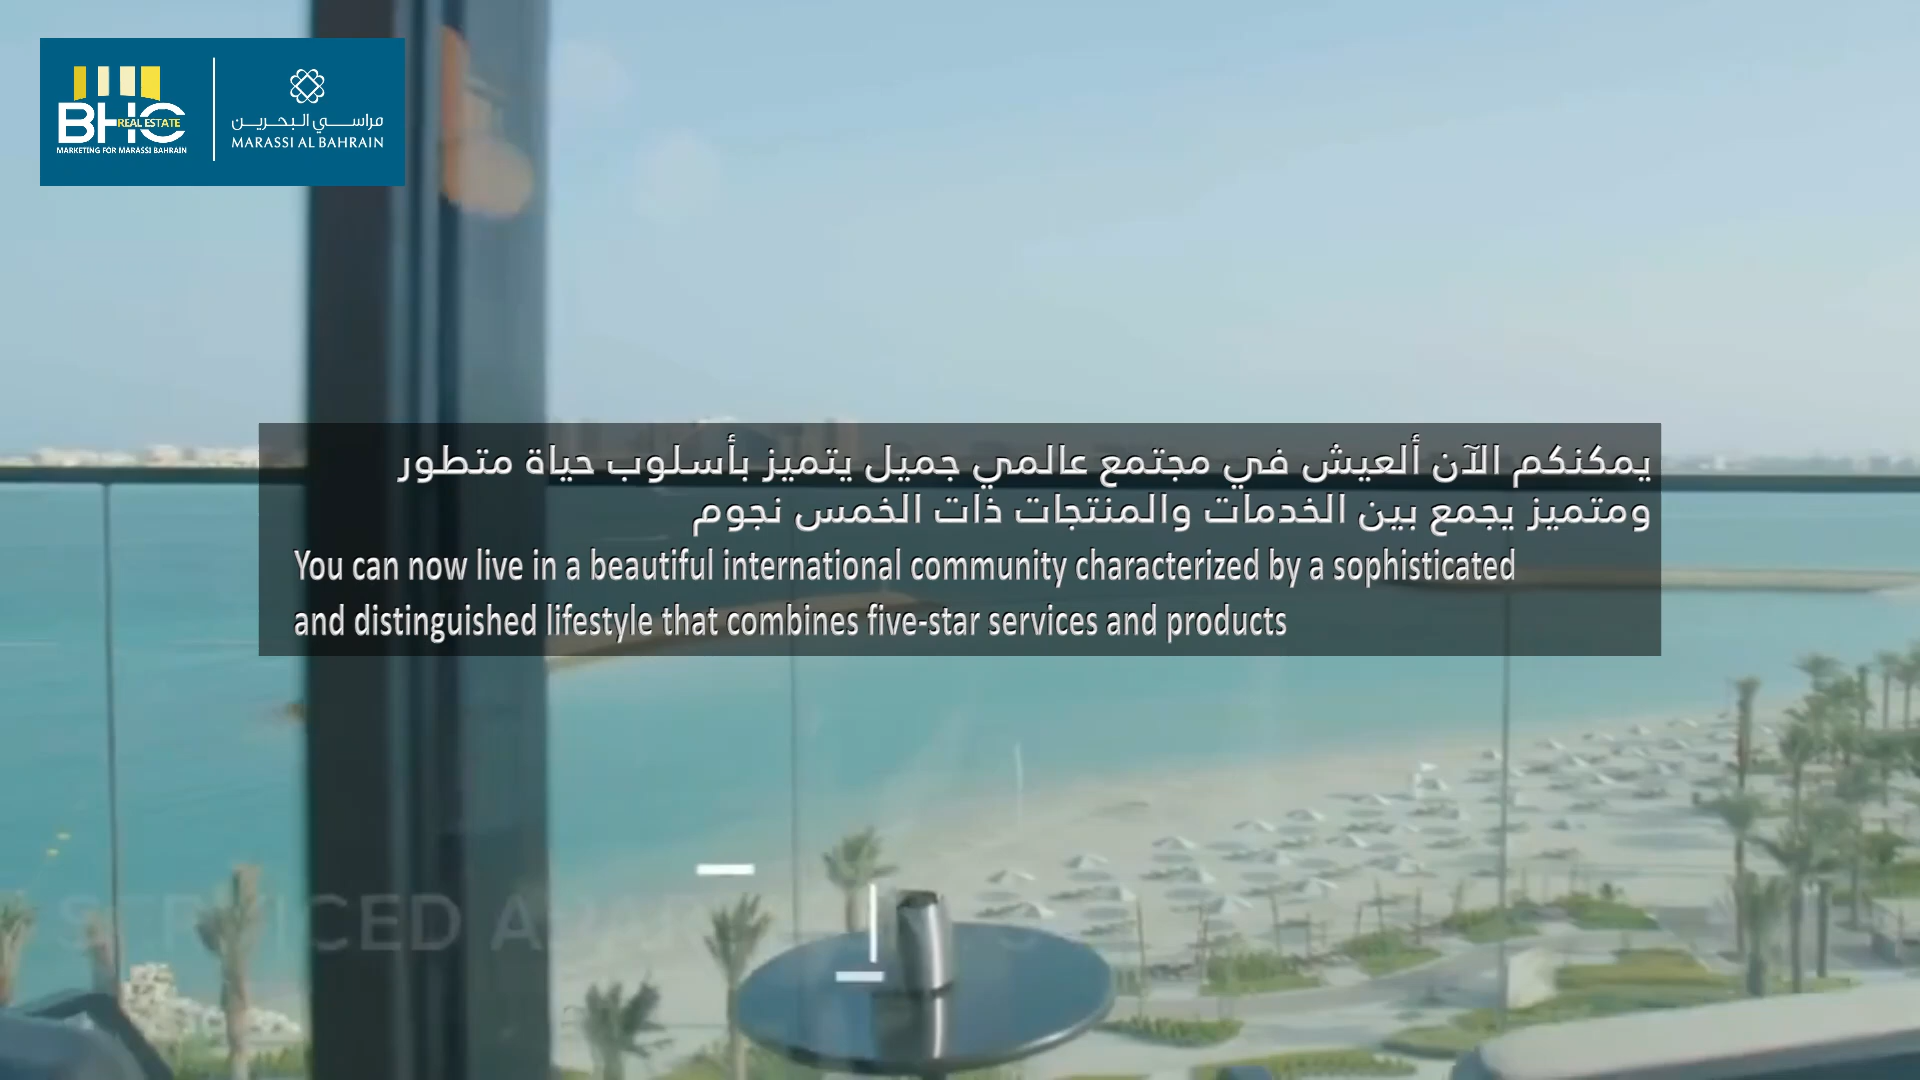 BHC
REAL ESTATE
MARKETING FOR MARASSI BAHRAIN
مراسي البحرين
MARASSI AL BAHRAIN
يمكنكم الآن ألعيش في مجتمع عالمي جميل يتميز بأسلوب حياة متطور
ومتميز يجمع بين الخدمات والمنتجات ذات الخمس نجوم
You can now live in a beautiful international community characterized by a sophisticated
and distinguished lifestyle that combines five-star services and products
SERVICED